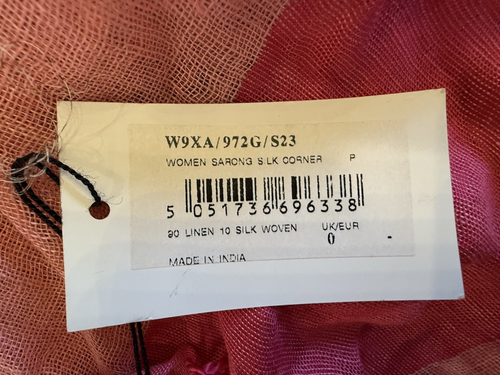 W9XA/972G/S23
WOMEN SARONG SILK CORNER P
5 051736 696338
90 LINEN 10 SILK WOVEN UK/EUR
0 -
MADE IN INDIA